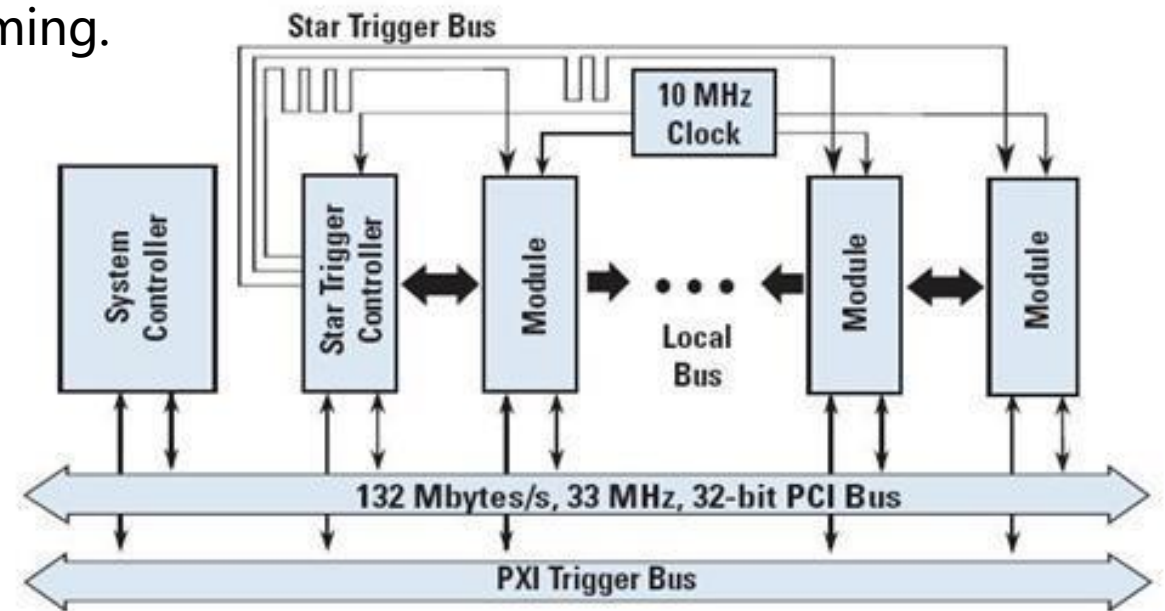 ming.
Star Trigger Bus
10 MHz
Clock
System
Controller
Star Trigger
Controller
Module
Local
Bus
Module
Module
132 Mbytes/s, 33 MHz, 32-bit PCI Bus
PXI Trigger Bus